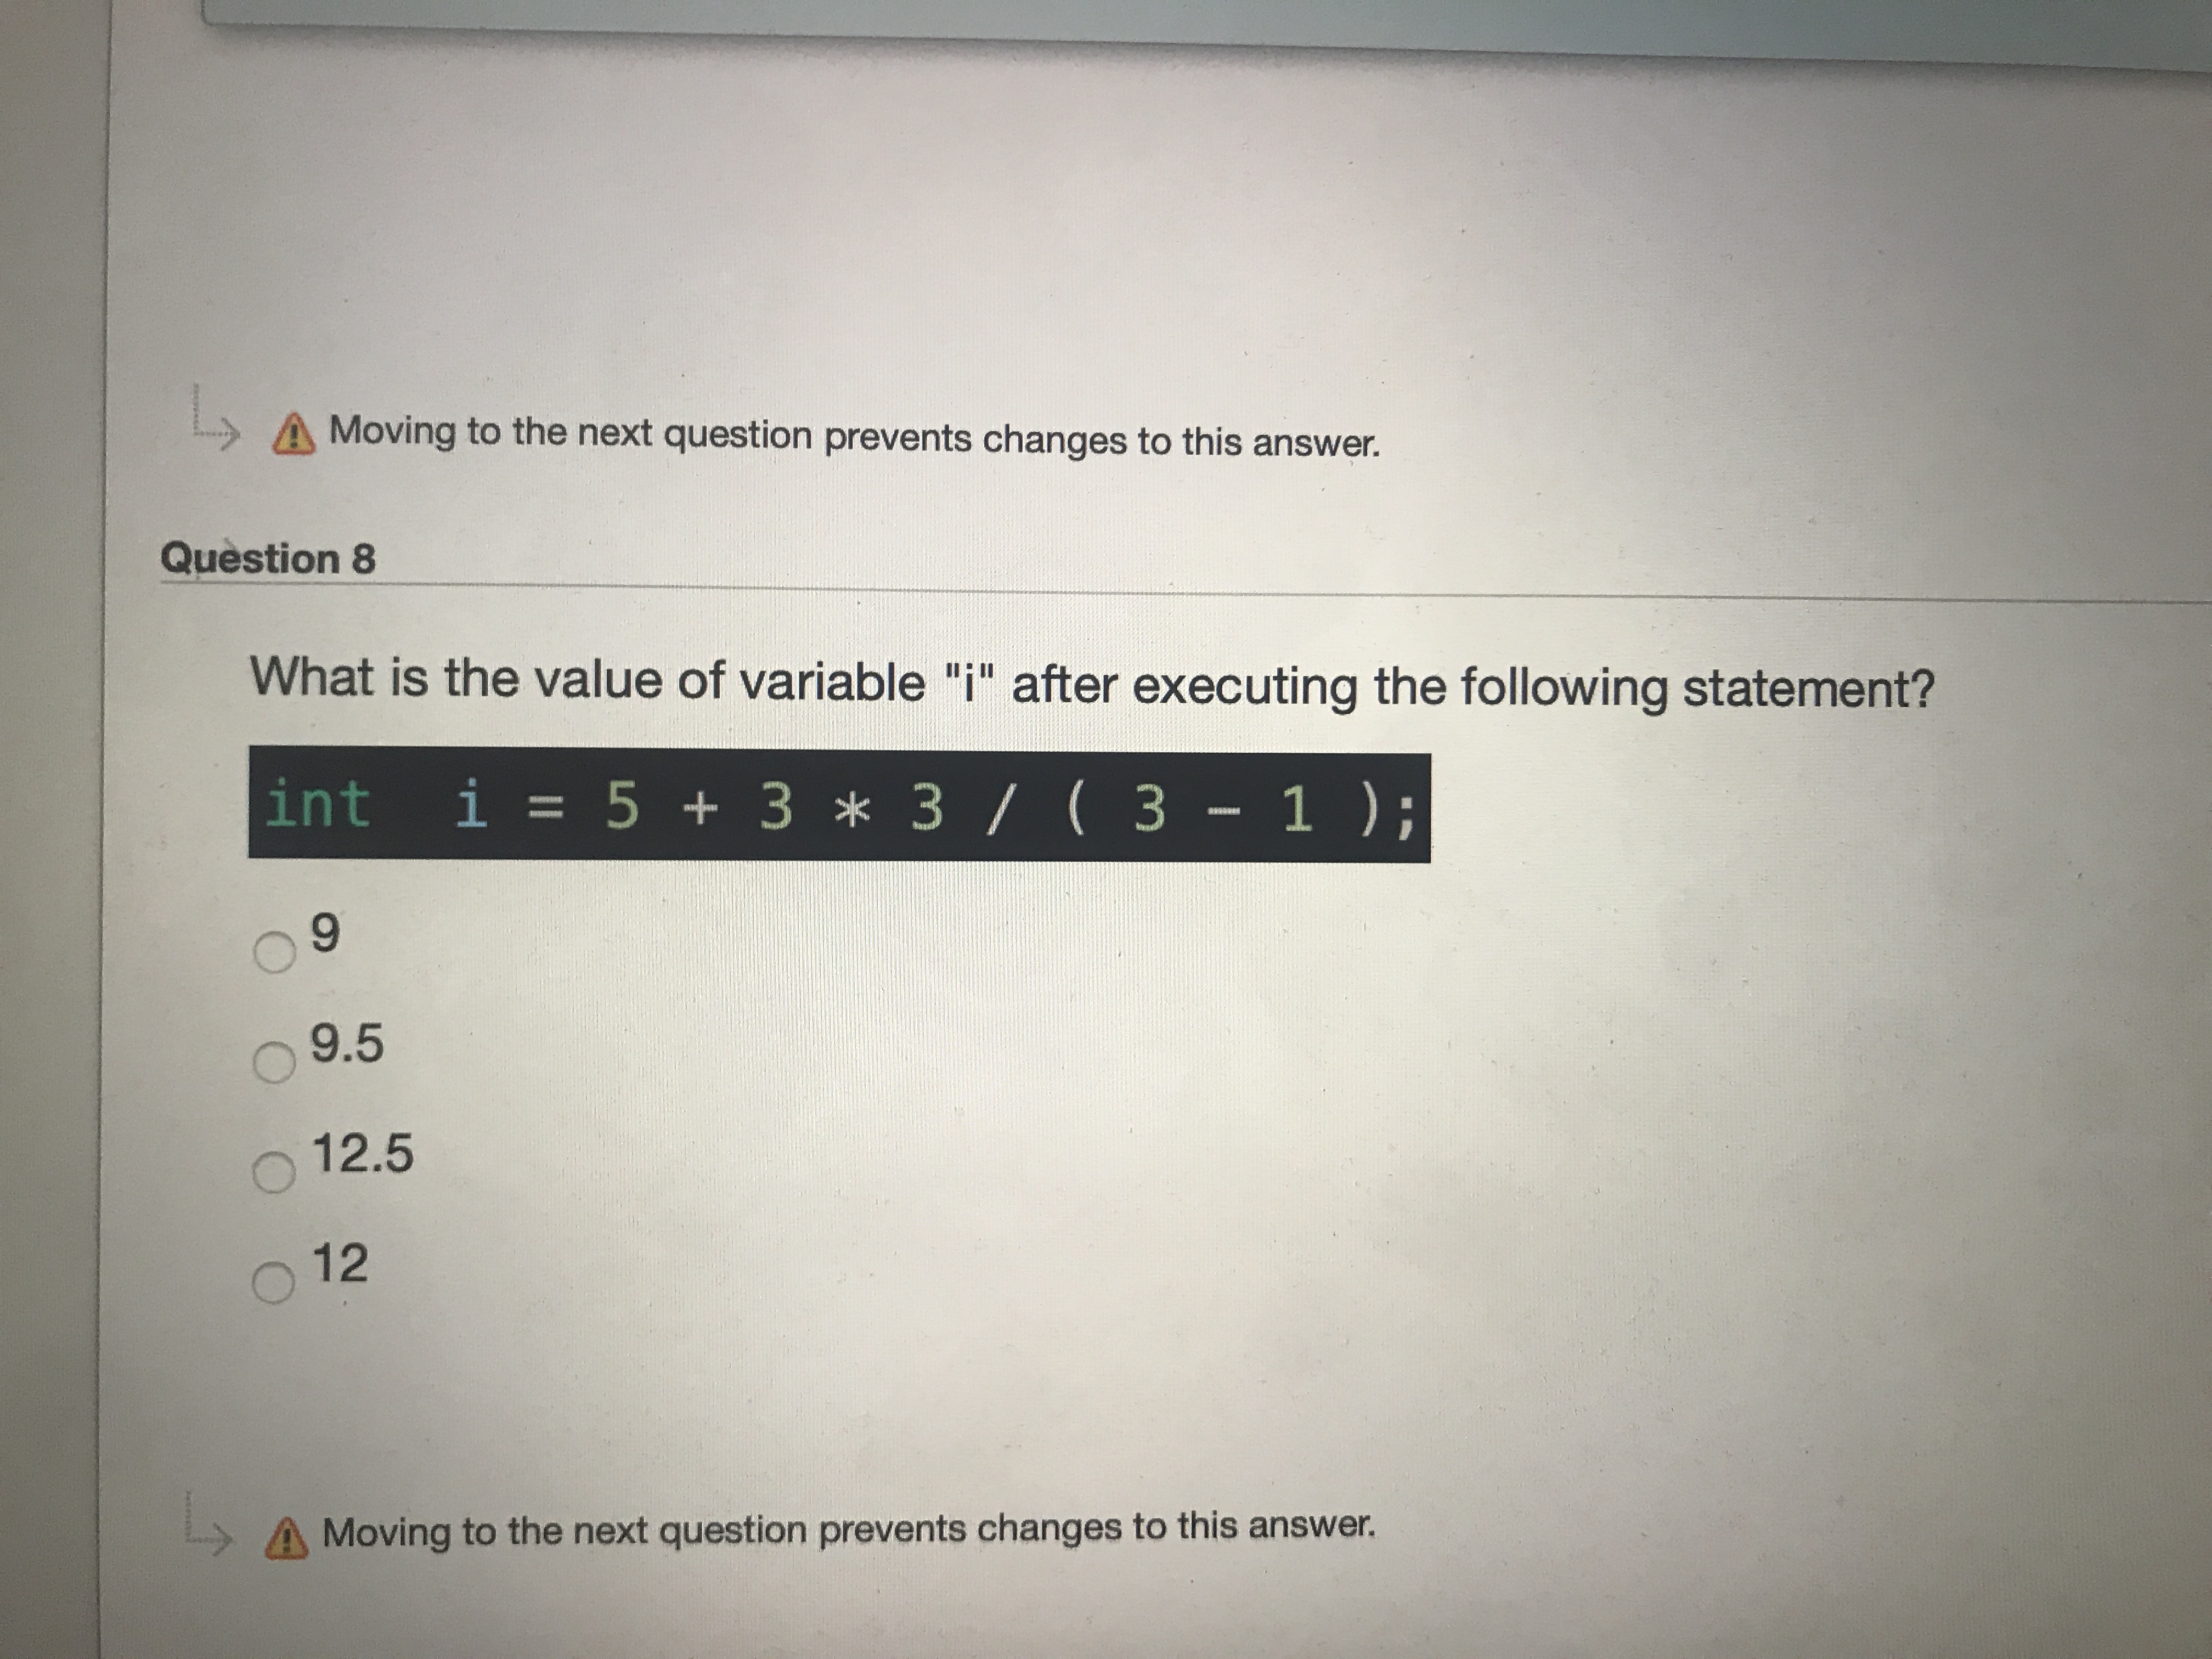 Moving to the next question prevents changes to this answer.
Question 8
What is the value of variable "i" after executing the following statement?
int i = 5 + 3 * 3 / ( 3 - 1 );
9
9.5
12.5
12
Moving to the next question prevents changes to this answer.